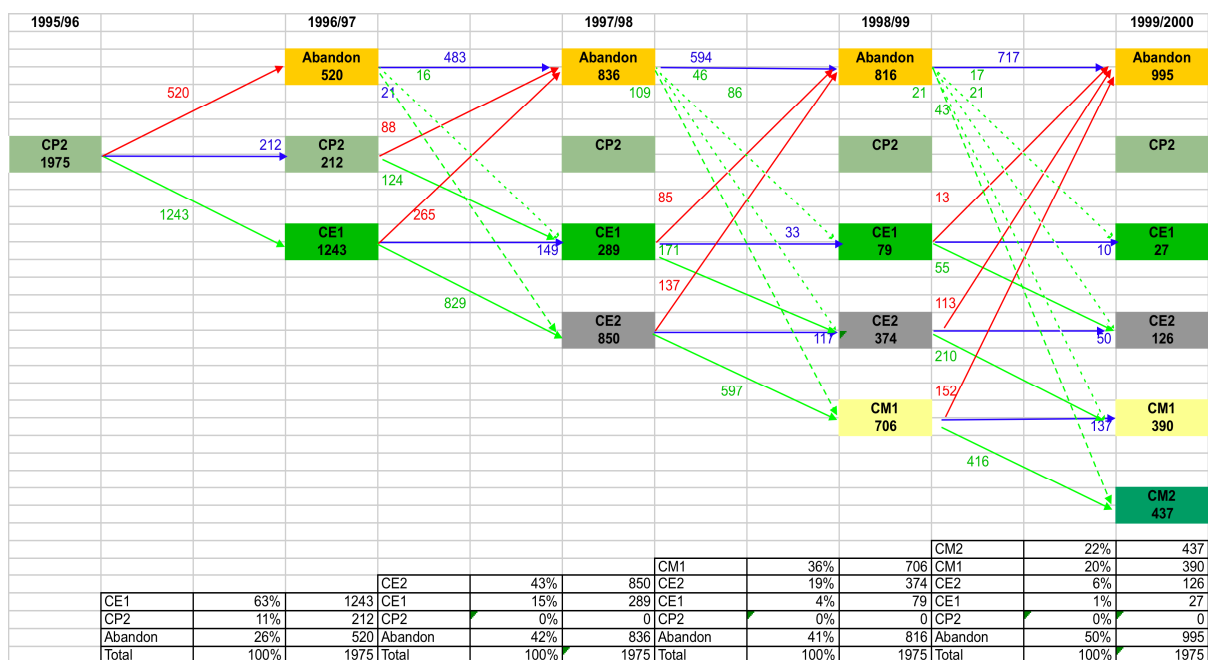 1995/96 1996/97 1997/98 1998/99 1999/2000
Abandon 483 Abandon 594 Abandon 717 Abandon
520 16 836 46 816 17 995
520 21 109 86 21 21
43
88
CP2 212 CP2 CP2 CP2 CP2
1975 212
124
85 13
1243 265
CE1 CE1 33 CE1 CE1
1243 149 289 171 79 10 27
55
137
829 113
CE2 CE2 CE2
850 117 374 50 126
210
597 152
CM1 CM1
706 137 390
416
CM2
437
CM2 22% 437
CM1 36% 706 CM1 20% 390
CE2 43% 850 CE2 19% 374 CE2 6% 126
CE1 63% 1243 CE1 15% 289 CE1 4% 79 CE1 1% 27
CP2 11% 212 CP2 0% 0 CP2 0% 0 CP2 0% 0
Abandon 26% 520 Abandon 42% 836 Abandon 41% 816 Abandon 50% 995
Total 100% 1975 Total 100% 1975 Total 100% 1975 Total 100% 1975